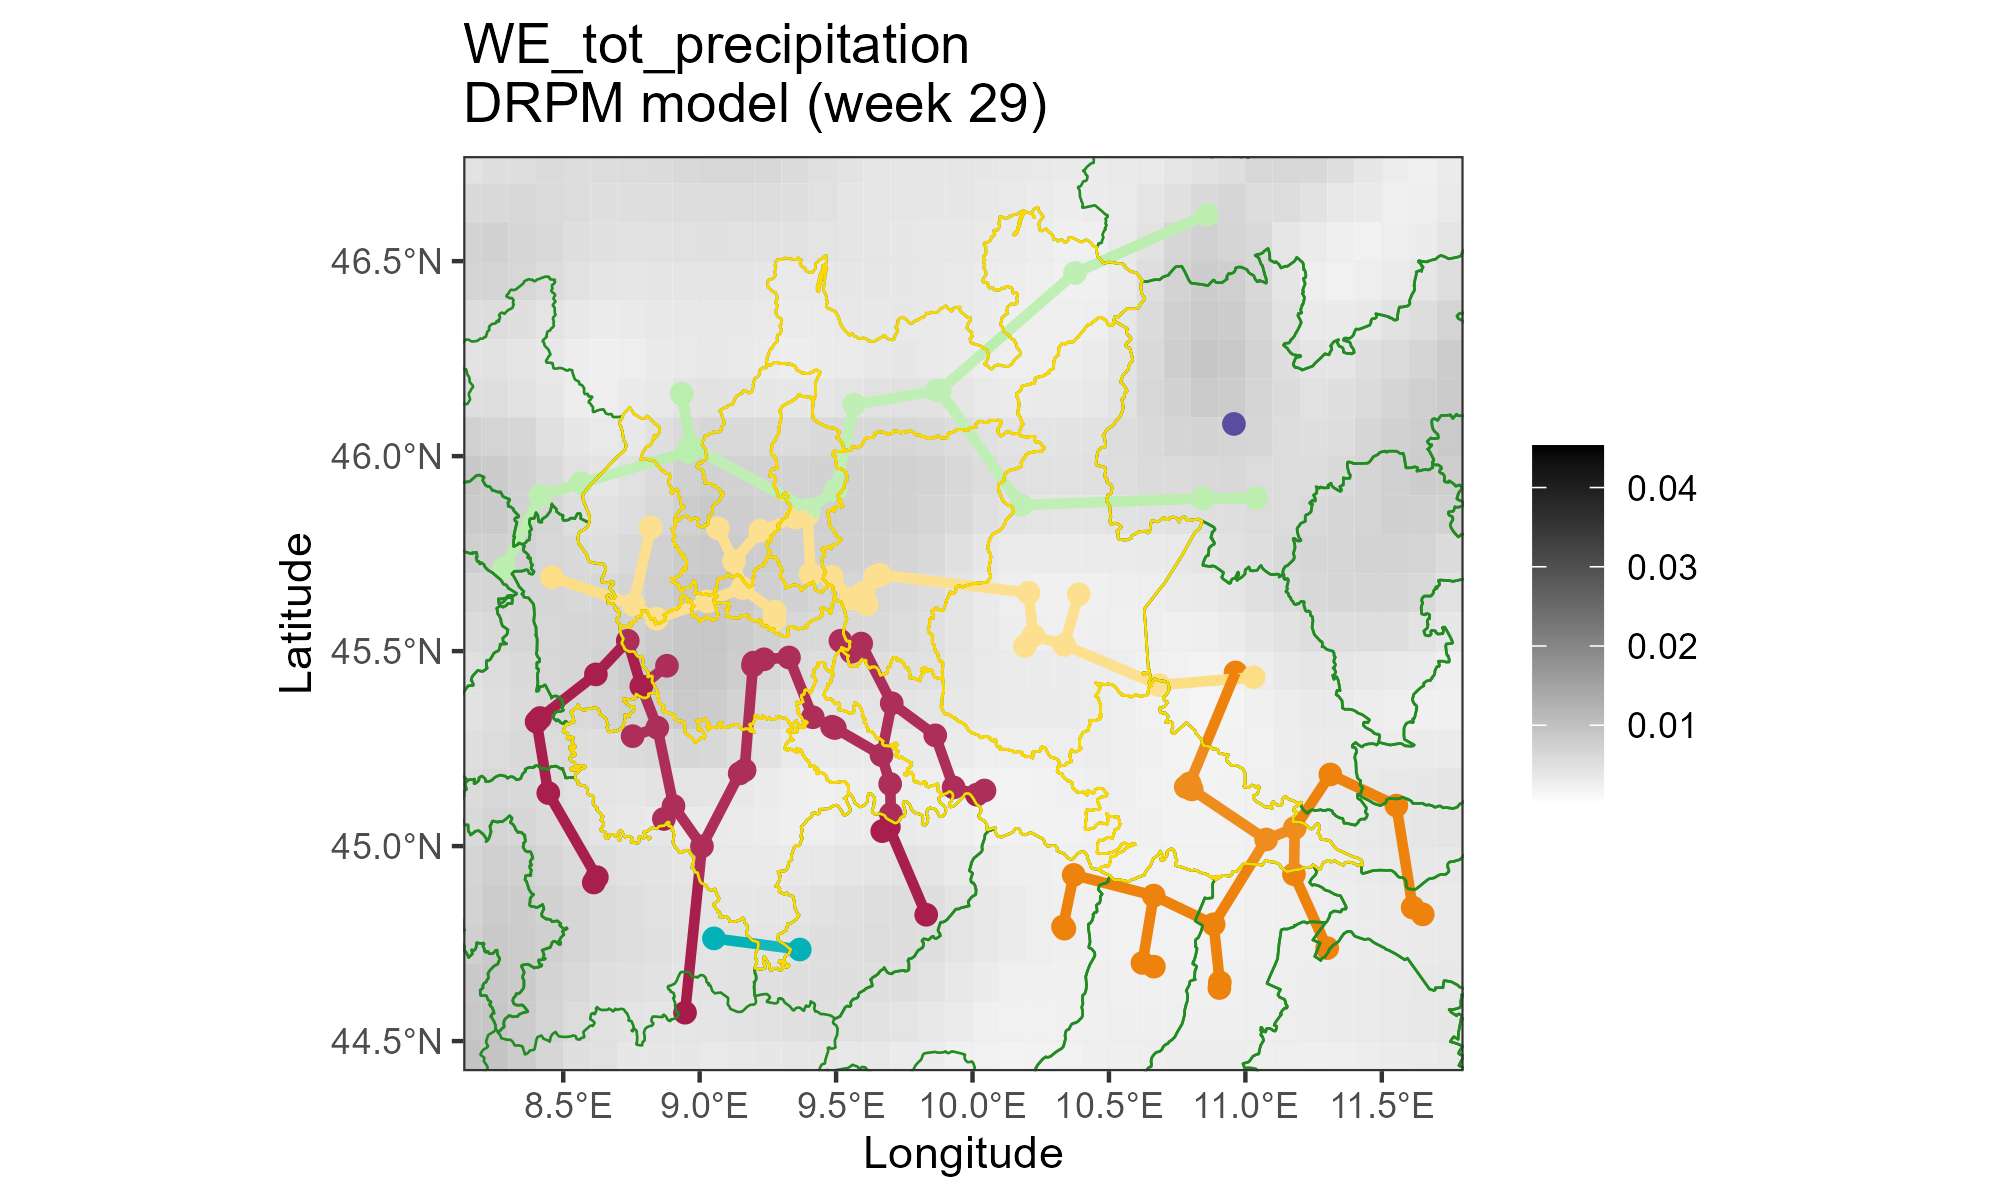 WE_tot_precipitation
DRPM model (week 29)
Latitude
46.5°N
46.0°N
45.5°N
45.0°N
44.5°N
8.5°E
9.0°E
9.5°E
10.0°E
10.5°E
11.0°E
11.5°E
Longitude
0.04
0.03
0.02
0.01